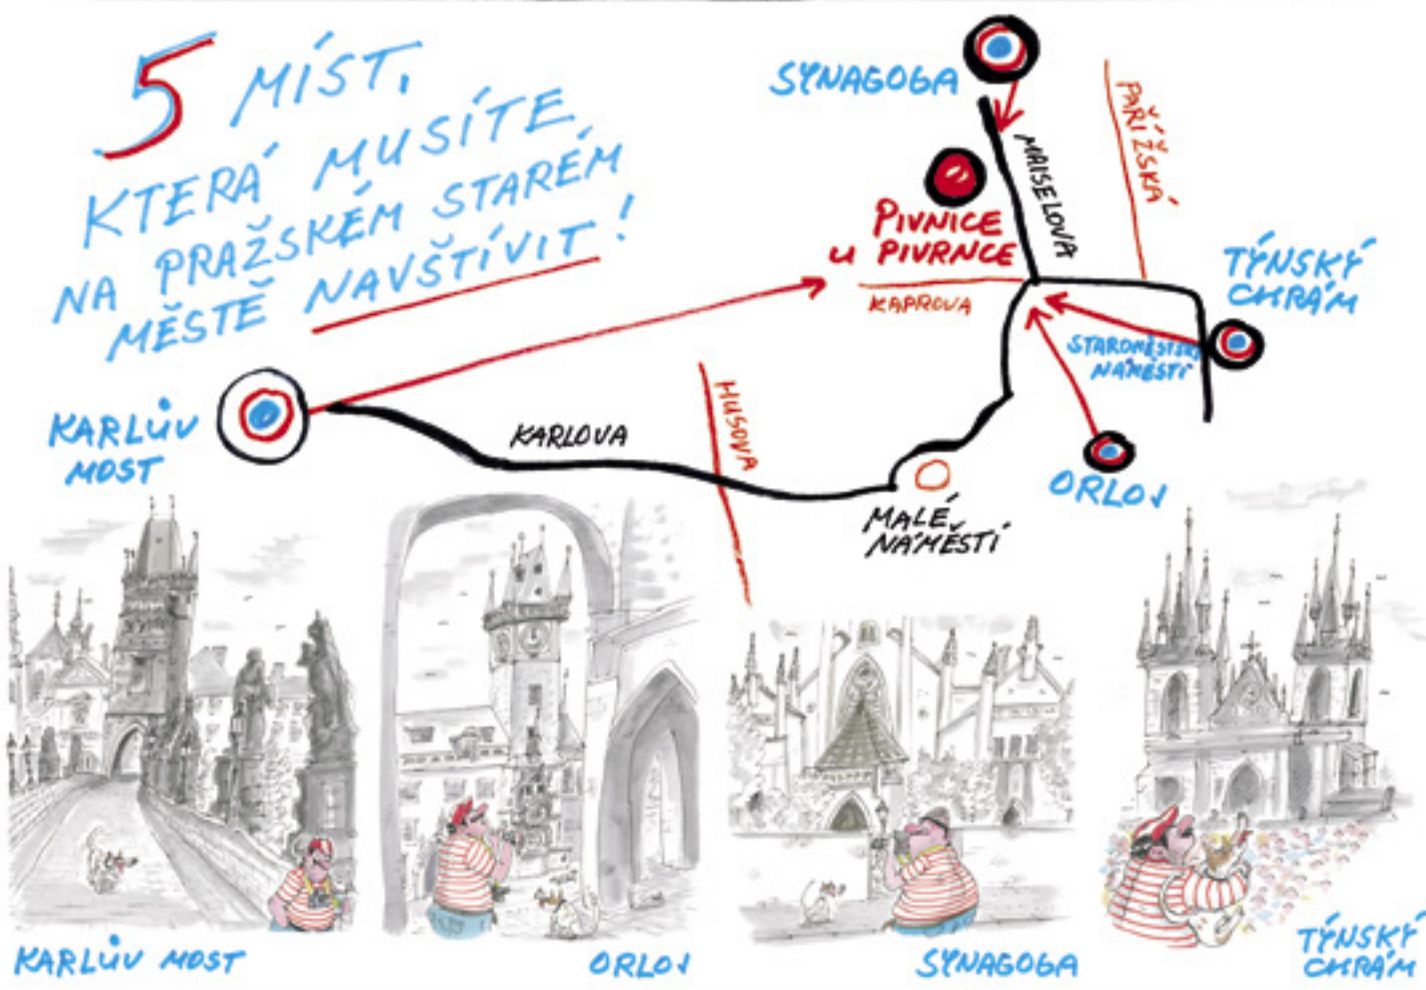 5 MÍST,
KTERÁ MUSÍTE
NA PRAŽSKÉM STARÉM
MĚSTĚ NAVŠTÍVIT!
SYNAGOGA
PAŘÍŽSKÁ
MAISELOVA
PIVNICE
U PIVRNCE
KAPROVA
TÝNSKÝ
CHRÁM
STAROMĚSTSKÉ
NÁMĚSTÍ
KARLŮV
MOST
KARLOVA
HUSOVA
MALÉ
NÁMĚSTÍ
ORLOJ
KARLŮV MOST
ORLOJ
SYNAGOGA
TÝNSKÝ
CHRÁM